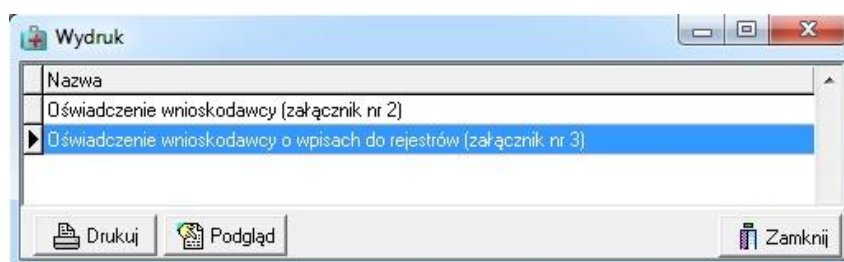 Wydruk
Nazwa
Oświadczenie wnioskodawcy (załącznik nr 2)
Oświadczenie wnioskodawcy o wpisach do rejestrów (załącznik nr 3)
Drukuj Podgląd Zamknij